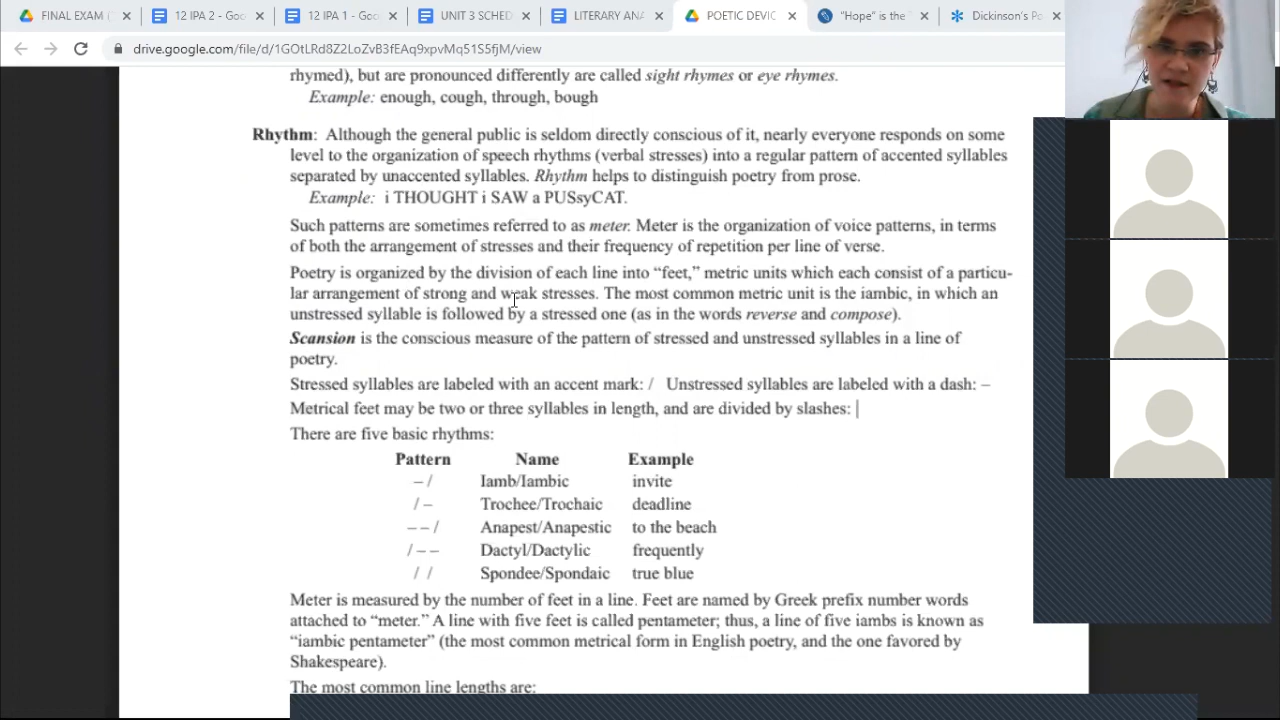 FINAL EXAM (
12 IPA 2 - Goo
12 IPA 1 - Goog
UNIT 3 SCHED
LITERARY ANA
POETIC DEVIC
"Hope" is the
Dickinson's Po
drive.google.com/file/d/1GOtLRd8Z2LoZvB3fEAq9xpvMq51S5fjM/view
rhymed), but are pronounced differently are called sight rhymes or eye rhymes.
Example: enough, cough, through, bough
Rhythm: Although the general public is seldom directly conscious of it, nearly everyone responds on some
level to the organization of speech rhythms (verbal stresses) into a regular pattern of accented syllables
separated by unaccented syllables. Rhythm helps to distinguish poetry from prose.
Example: i THOUGHT i SAW a PUSsyCAT.
Such patterns are sometimes referred to as meter. Meter is the organization of voice patterns, in terms
of both the arrangement of stresses and their frequency of repetition per line of verse.
Poetry is organized by the division of each line into “feet,” metric units which each consist of a particu-
lar arrangement of strong and weak stresses. The most common metric unit is the iambic, in which an
unstressed syllable is followed by a stressed one (as in the words reverse and compose).
Scansion is the conscious measure of the pattern of stressed and unstressed syllables in a line of
poetry.
Stressed syllables are labeled with an accent mark: / Unstressed syllables are labeled with a dash: –
Metrical feet may be two or three syllables in length, and are divided by slashes: |
There are five basic rhythms:
Pattern Name Example
– / Iamb/Iambic invite
/ – Trochee/Trochaic deadline
– – / Anapest/Anapestic to the beach
/ – – Dactyl/Dactylic frequently
/ / Spondee/Spondaic true blue
Meter is measured by the number of feet in a line. Feet are named by Greek prefix number words
attached to “meter.” A line with five feet is called pentameter; thus, a line of five iambs is known as
“iambic pentameter” (the most common metrical form in English poetry, and the one favored by
Shakespeare).
The most common line lengths are: